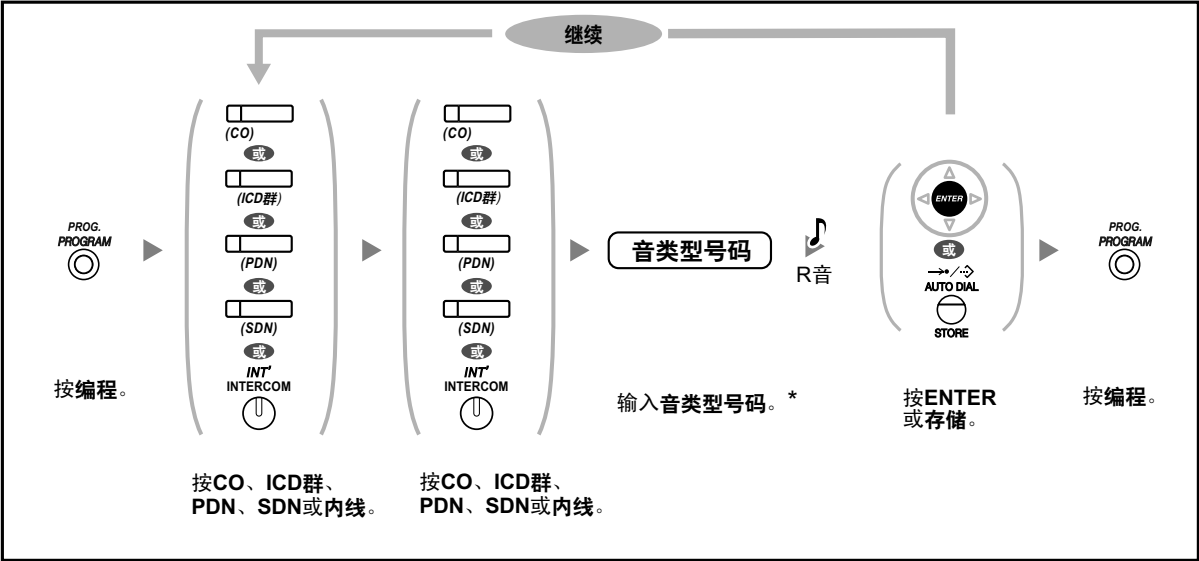 继续
PROG.
PROGRAM
按编程。
(CO)
或
(ICD群)
或
(PDN)
或
(SDN)
或
INT'
INTERCOM
按CO、ICD群、
PDN、SDN或内线。
(CO)
或
(ICD群)
或
(PDN)
或
(SDN)
或
INT'
INTERCOM
按CO、ICD群、
PDN、SDN或内线。
音类型号码
输入音类型号码。*
R音
ENTER
或
AUTO DIAL
STORE
按ENTER
或存储。
PROG.
PROGRAM
按编程。